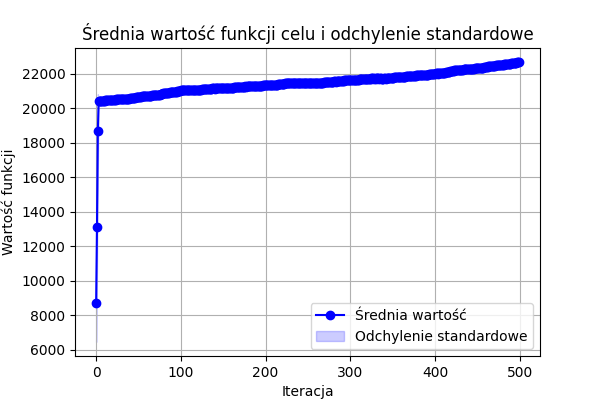 Średnia wartość funkcji celu i odchylenie standardowe
Wartość funkcji
22000
20000
18000
16000
14000
12000
10000
8000
6000
Średnia wartość
Odchylenie standardowe
0 100 200 300 400 500
Iteracja